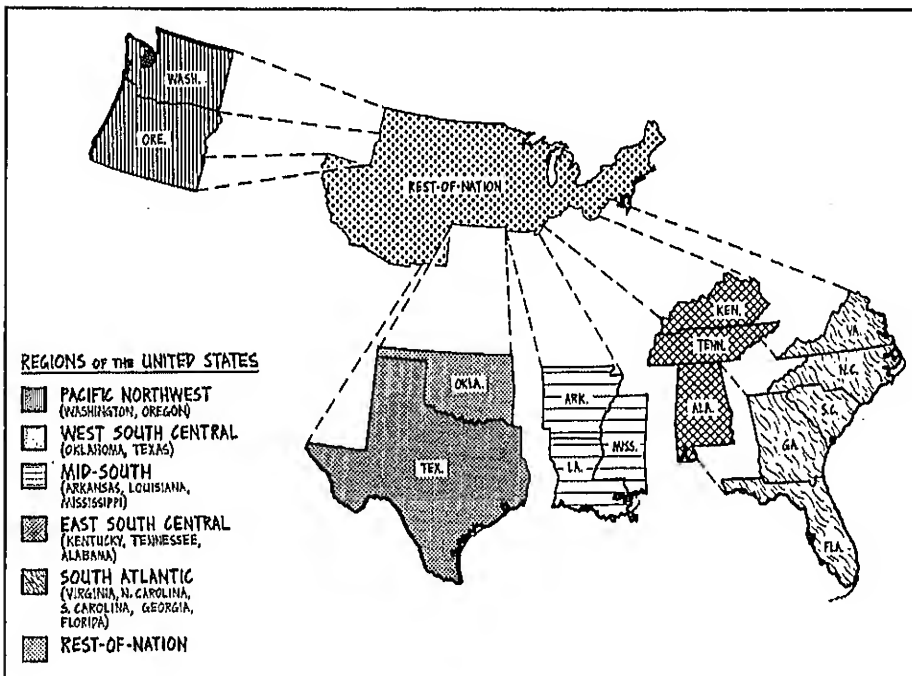 WASH.
ORE.
REST-OF-NATION
KEN.
TENN.
VA.
N.C.
OKLA.
ARK.
ALA.
S.C.
GA.
MISS.
TEX.
LA.
FLA.
REGIONS OF THE UNITED STATES
PACIFIC NORTHWEST
(WASHINGTON, OREGON)
WEST SOUTH CENTRAL
(OKLAHOMA, TEXAS)
MID-SOUTH
(ARKANSAS, LOUISIANA,
MISSISSIPPI)
EAST SOUTH CENTRAL
(KENTUCKY, TENNESSEE,
ALABAMA)
SOUTH ATLANTIC
(VIRGINIA, N. CAROLINA,
S. CAROLINA, GEORGIA,
FLORIDA)
REST-OF-NATION